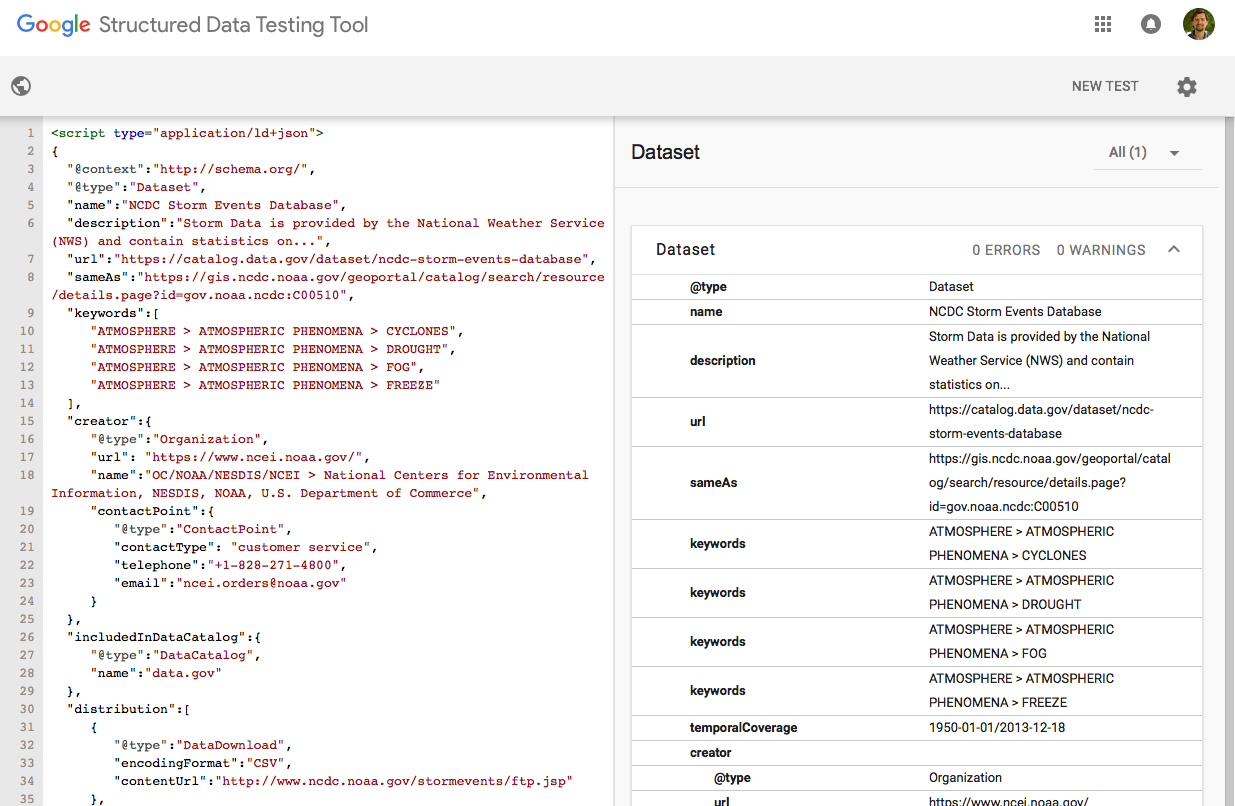 Google Structured Data Testing Tool
NEW TEST
1 <script type="application/ld+json">
2 {
3 "@context":"http://schema.org/",
4 "@type":"Dataset",
5 "name":"NCDC Storm Events Database",
6 "description":"Storm Data is provided by the National Weather Service
(NWS) and contain statistics on...",
7 "url":"https://catalog.data.gov/dataset/ncdc-storm-events-database",
8 "sameAs":"https://gis.ncdc.noaa.gov/geoportal/catalog/search/resource
/details.page?id=gov.noaa.ncdc:C00510",
9 "keywords":[
10 "ATMOSPHERE > ATMOSPHERIC PHENOMENA > CYCLONES",
11 "ATMOSPHERE > ATMOSPHERIC PHENOMENA > DROUGHT",
12 "ATMOSPHERE > ATMOSPHERIC PHENOMENA > FOG",
13 "ATMOSPHERE > ATMOSPHERIC PHENOMENA > FREEZE"
14 ],
15 "creator":{
16 "@type":"Organization",
17 "url": "https://www.ncei.noaa.gov/",
18 "name":"OC/NOAA/NESDIS/NCEI > National Centers for Environmental
Information, NESDIS, NOAA, U.S. Department of Commerce",
19 "contactPoint":{
20 "@type":"ContactPoint",
21 "contactType": "customer service",
22 "telephone":"+1-828-271-4800",
23 "email":"ncei.orders@noaa.gov"
24 }
25 },
26 "includedInDataCatalog":{
27 "@type":"DataCatalog",
28 "name":"data.gov"
29 },
30 "distribution":[
31 {
32 "@type":"DataDownload",
33 "encodingFormat":"CSV",
34 "contentUrl":"http://www.ncdc.noaa.gov/stormevents/ftp.jsp"
35 },
Dataset
All (1)
Dataset 0 ERRORS 0 WARNINGS
@type Dataset
name NCDC Storm Events Database
description Storm Data is provided by the National
Weather Service (NWS) and contain
statistics on...
url https://catalog.data.gov/dataset/ncdc-
storm-events-database
sameAs https://gis.ncdc.noaa.gov/geoportal/catal
og/search/resource/details.page?
id=gov.noaa.ncdc:C00510
keywords ATMOSPHERE > ATMOSPHERIC
PHENOMENA > CYCLONES
keywords ATMOSPHERE > ATMOSPHERIC
PHENOMENA > DROUGHT
keywords ATMOSPHERE > ATMOSPHERIC
PHENOMENA > FOG
keywords ATMOSPHERE > ATMOSPHERIC
PHENOMENA > FREEZE
temporalCoverage 1950-01-01/2013-12-18
creator
@type Organization
url https://www.ncei.noaa.gov/